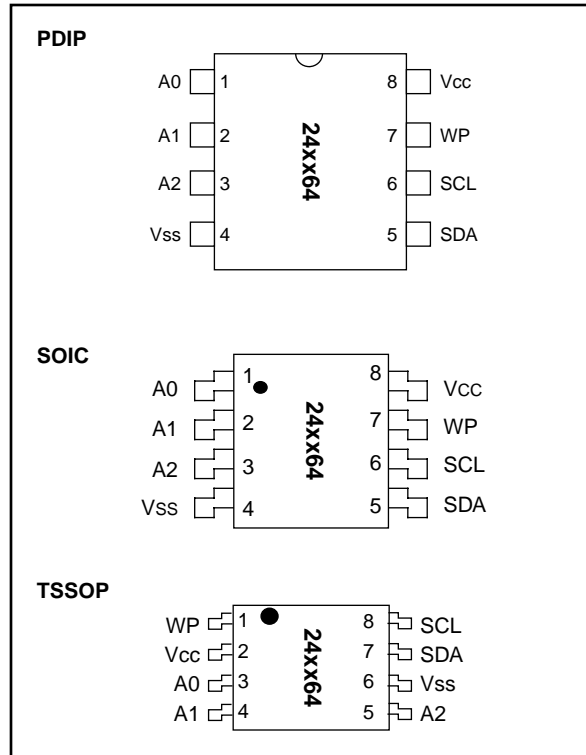 PDIP
A0 1 8 Vcc
A1 2 7 WP
A2 3 6 SCL
Vss 4 5 SDA
24xx64
SOIC
A0 1 8 VCC
A1 2 7 WP
A2 3 6 SCL
VSS 4 5 SDA
24xx64
TSSOP
WP 1 8 SCL
Vcc 2 7 SDA
A0 3 6 Vss
A1 4 5 A2
24xx64